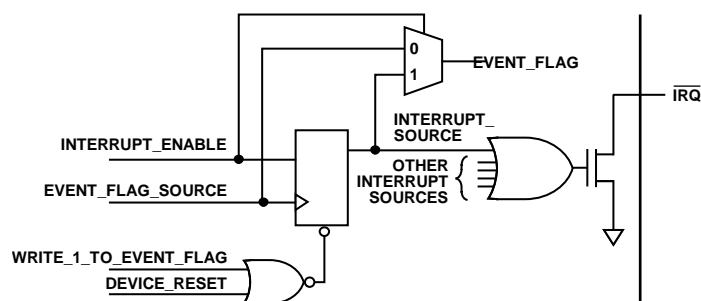 0
EVENT_FLAG
1
IRQ
INTERRUPT_
SOURCE
INTERRUPT_ENABLE
OTHER
INTERRUPT
SOURCES
EVENT_FLAG_SOURCE
WRITE_1_TO_EVENT_FLAG
DEVICE_RESET